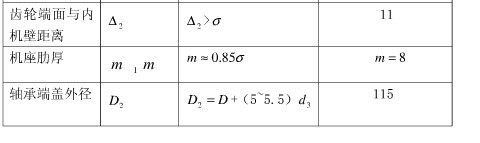 齿轮端面与内机壁距离 Δ₂ Δ₂>σ 11
机座肋厚 m ₁ m m≈0.85σ m=8
轴承端盖外径 D₂ D₂=D+（5~5.5）d₃ 115